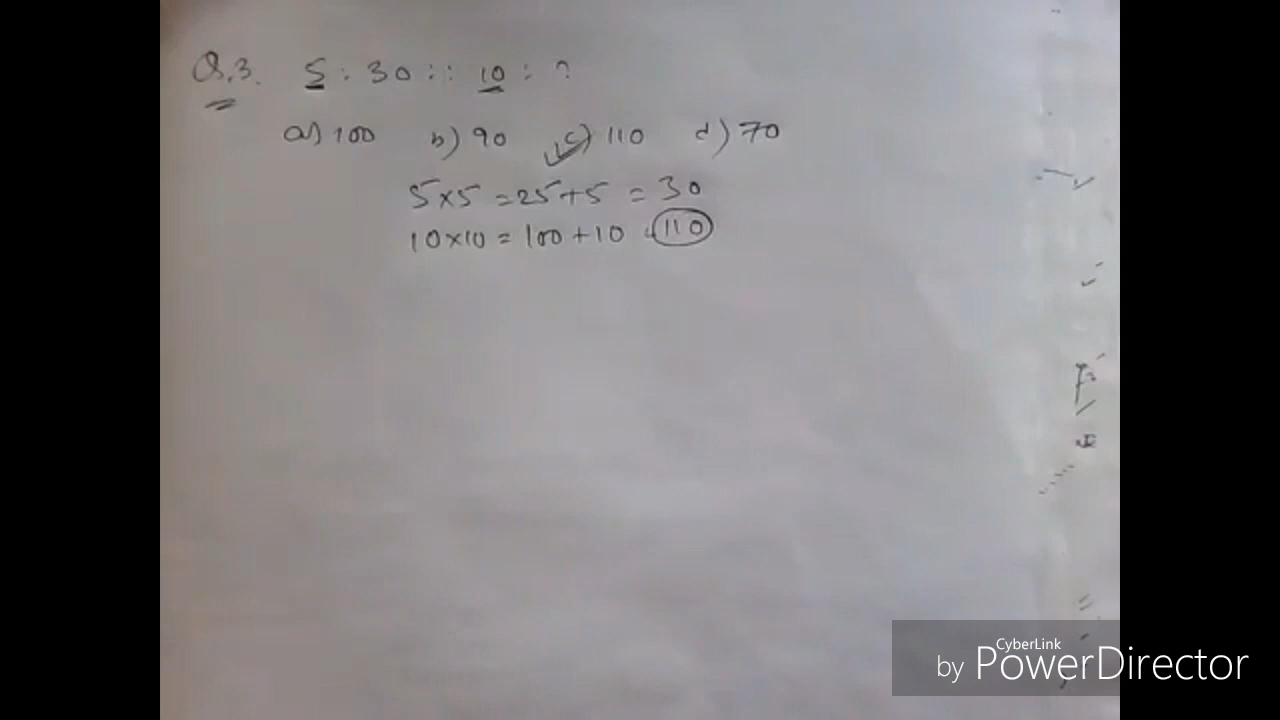 Q.3. 5 : 30 :: 10 : ?
a) 100 b) 90 c) 110 d) 70
5×5 = 25+5 = 30
10×10 = 100+10 = 110
CyberLink
by PowerDirector